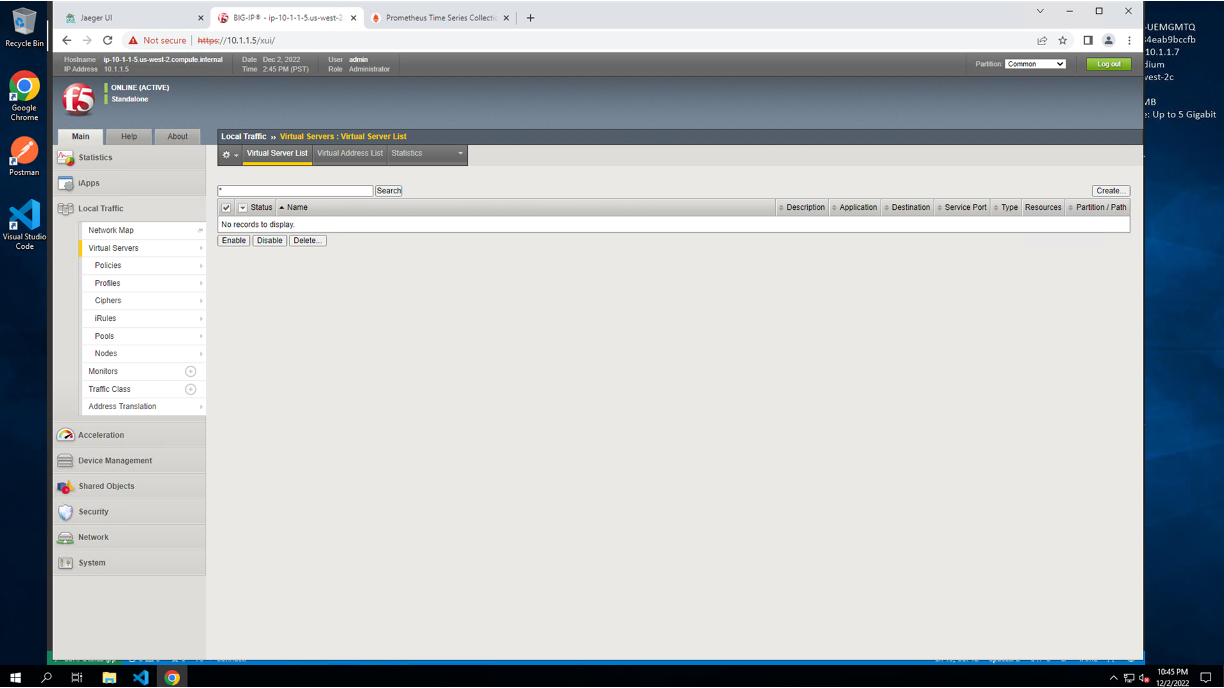 Recycle Bin
Google Chrome
Postman
Visual Studio Code
Jaeger UI
BIG-IP® - ip-10-1-1-5.us-west-2
Prometheus Time Series Collectio
Not secure
https://10.1.1.5/xui/
Hostname ip-10-1-1-5.us-west-2.compute.internal
IP Address 10.1.1.5
Date Dec 2, 2022
Time 2:45 PM (PST)
User admin
Role Administrator
Partition: Common
Log out
f5
ONLINE (ACTIVE)
Standalone
Main Help About
Local Traffic ›› Virtual Servers : Virtual Server List
Virtual Server List Virtual Address List Statistics
*
Search
Create...
Status Name Description Application Destination Service Port Type Resources Partition / Path
No records to display.
Enable Disable Delete...
Statistics
iApps
Local Traffic
Network Map
Virtual Servers
Policies
Profiles
Ciphers
iRules
Pools
Nodes
Monitors
Traffic Class
Address Translation
Acceleration
Device Management
Shared Objects
Security
Network
System
-UEMGMTQ
4eab9bccfb
10.1.1.7
dium
vest-2c
MB
: Up to 5 Gigabit
10:45 PM
12/2/2022